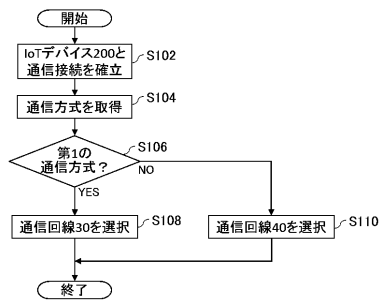 開始
IoTデバイス200と
通信接続を確立
S102
通信方式を取得
S104
第1の
通信方式？
S106
NO
YES
通信回線30を選択
S108
通信回線40を選択
S110
終了